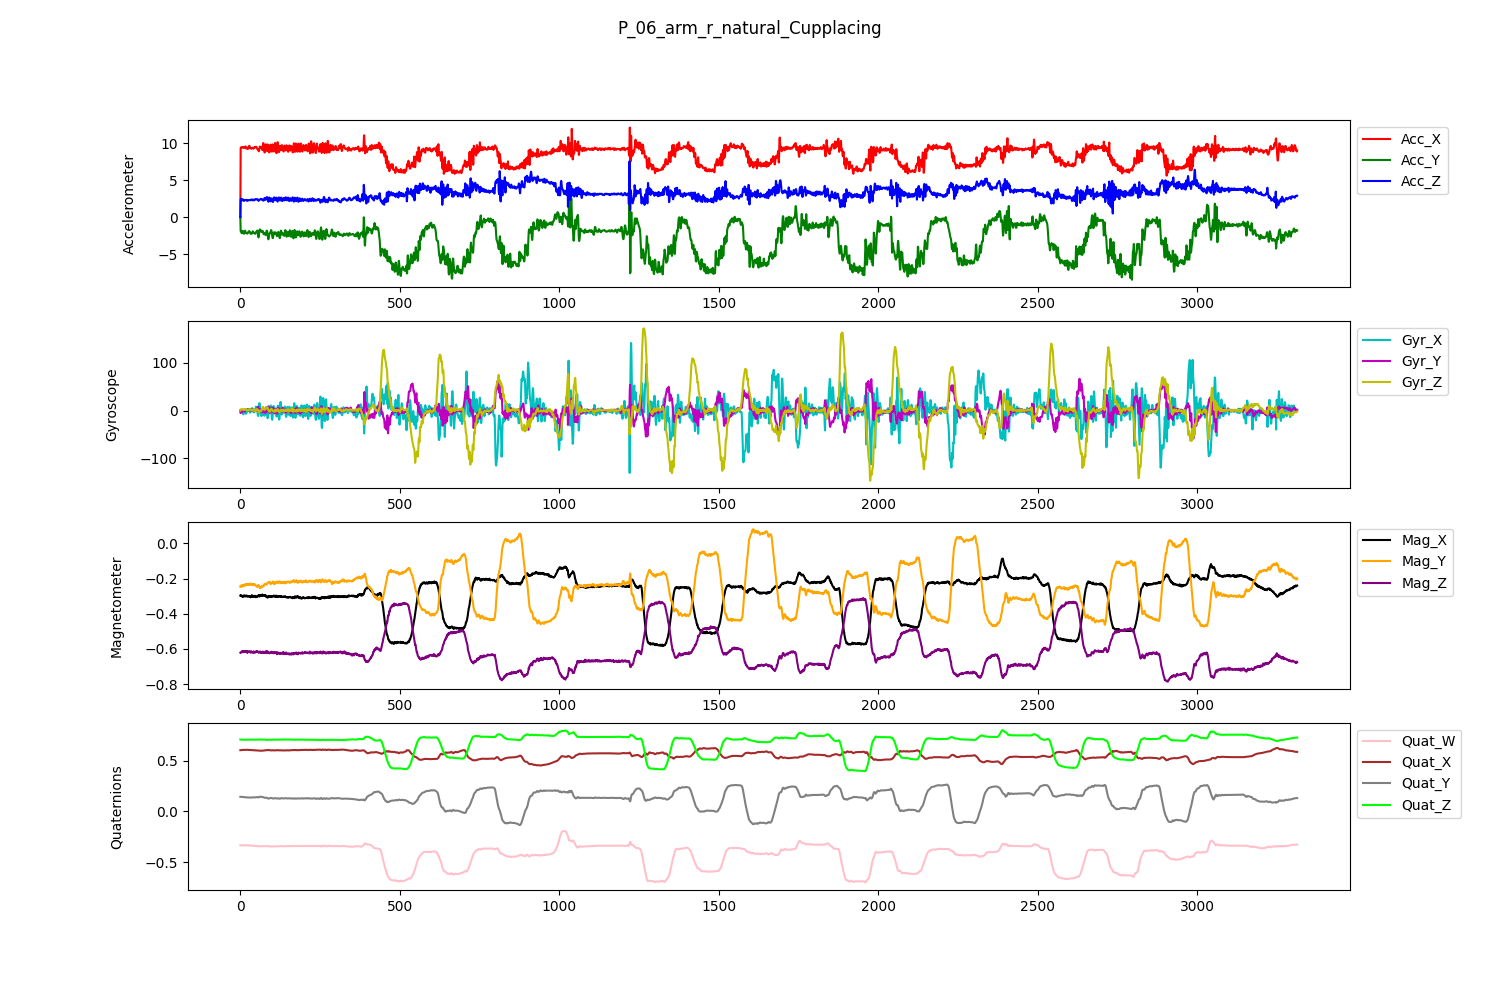 P_06_arm_r_natural_Cupplacing
Accelerometer
10
5
0
−5
0 500 1000 1500 2000 2500 3000
Acc_X
Acc_Y
Acc_Z
Gyroscope
100
0
−100
0 500 1000 1500 2000 2500 3000
Gyr_X
Gyr_Y
Gyr_Z
Magnetometer
0.0
−0.2
−0.4
−0.6
−0.8
0 500 1000 1500 2000 2500 3000
Mag_X
Mag_Y
Mag_Z
Quaternions
0.5
0.0
−0.5
0 500 1000 1500 2000 2500 3000
Quat_W
Quat_X
Quat_Y
Quat_Z